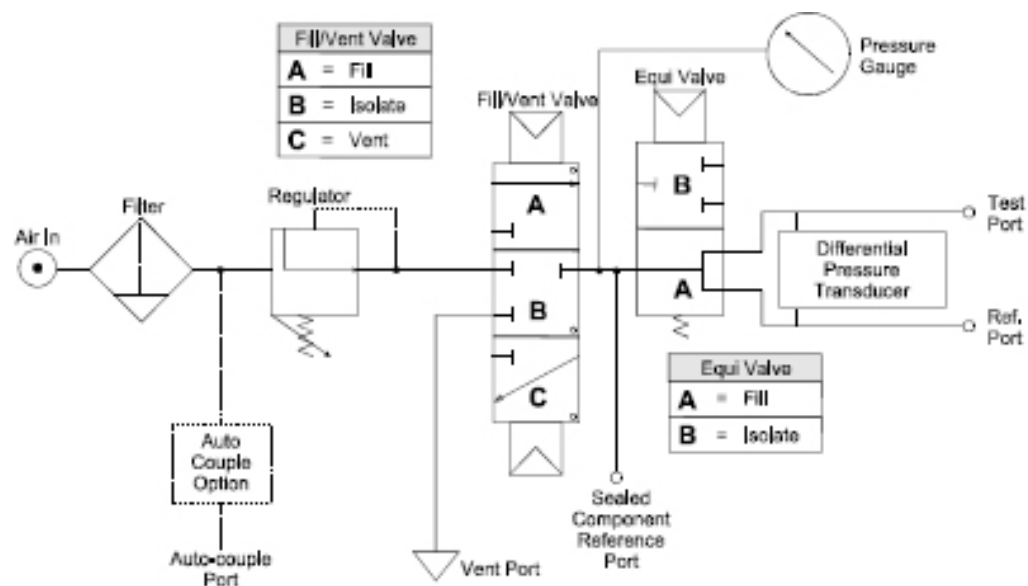 Fill/Vent Valve
A = Fill
B = Isolate
C = Vent
Pressure
Gauge
Equi Valve
Fill/Vent Valve
A
B
Regulator
Filter
Air In
Test
Port
Differential
Pressure
Transducer
B
A
Ref.
Port
C
Equi Valve
A = Fill
B = Isolate
Auto
Couple
Option
Sealed
Component
Reference
Port
Auto-couple
Port
Vent Port